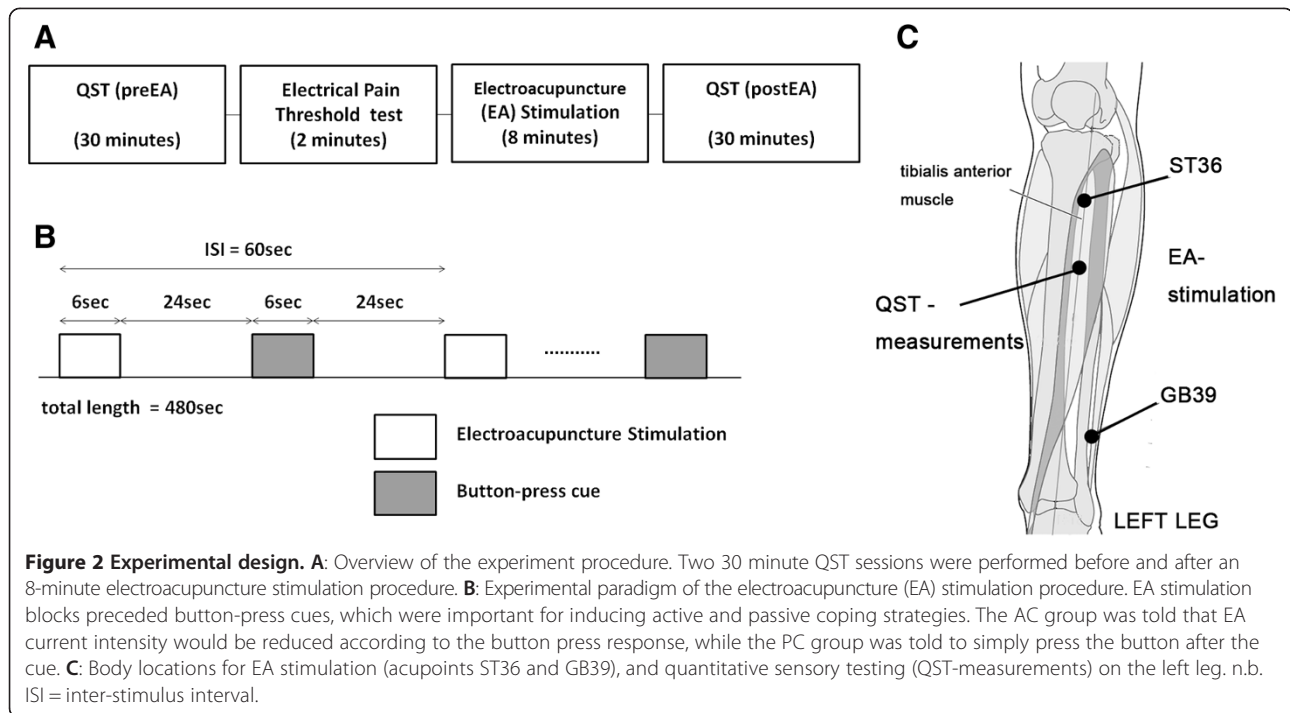 A
QST (preEA)
(30 minutes)
Electrical Pain
Threshold test
(2 minutes)
Electroacupuncture
(EA) Stimulation
(8 minutes)
QST (postEA)
(30 minutes)
B
ISI = 60sec
6sec
24sec
6sec
24sec
...........
total length = 480sec
Electroacupuncture Stimulation
Button-press cue
C
tibialis anterior
muscle
ST36
EA-
stimulation
QST -
measurements
GB39
LEFT LEG
Figure 2 Experimental design. A: Overview of the experiment procedure. Two 30 minute QST sessions were performed before and after an
8-minute electroacupuncture stimulation procedure. B: Experimental paradigm of the electroacupuncture (EA) stimulation procedure. EA stimulation
blocks preceded button-press cues, which were important for inducing active and passive coping strategies. The AC group was told that EA
current intensity would be reduced according to the button press response, while the PC group was told to simply press the button after the
cue. C: Body locations for EA stimulation (acupoints ST36 and GB39), and quantitative sensory testing (QST-measurements) on the left leg. n.b.
ISI = inter-stimulus interval.